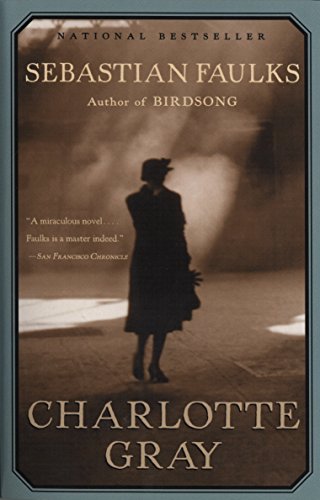 NATIONAL BESTSELLER
SEBASTIAN FAULKS
Author of BIRDSONG
"A miraculous novel. . . .
Faulks is a master indeed."
—SAN FRANCISCO CHRONICLE
CHARLOTTE
GRAY